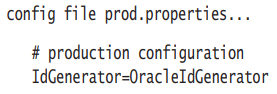 config file prod.properties...
# production configuration
IdGenerator=OracleIdGenerator